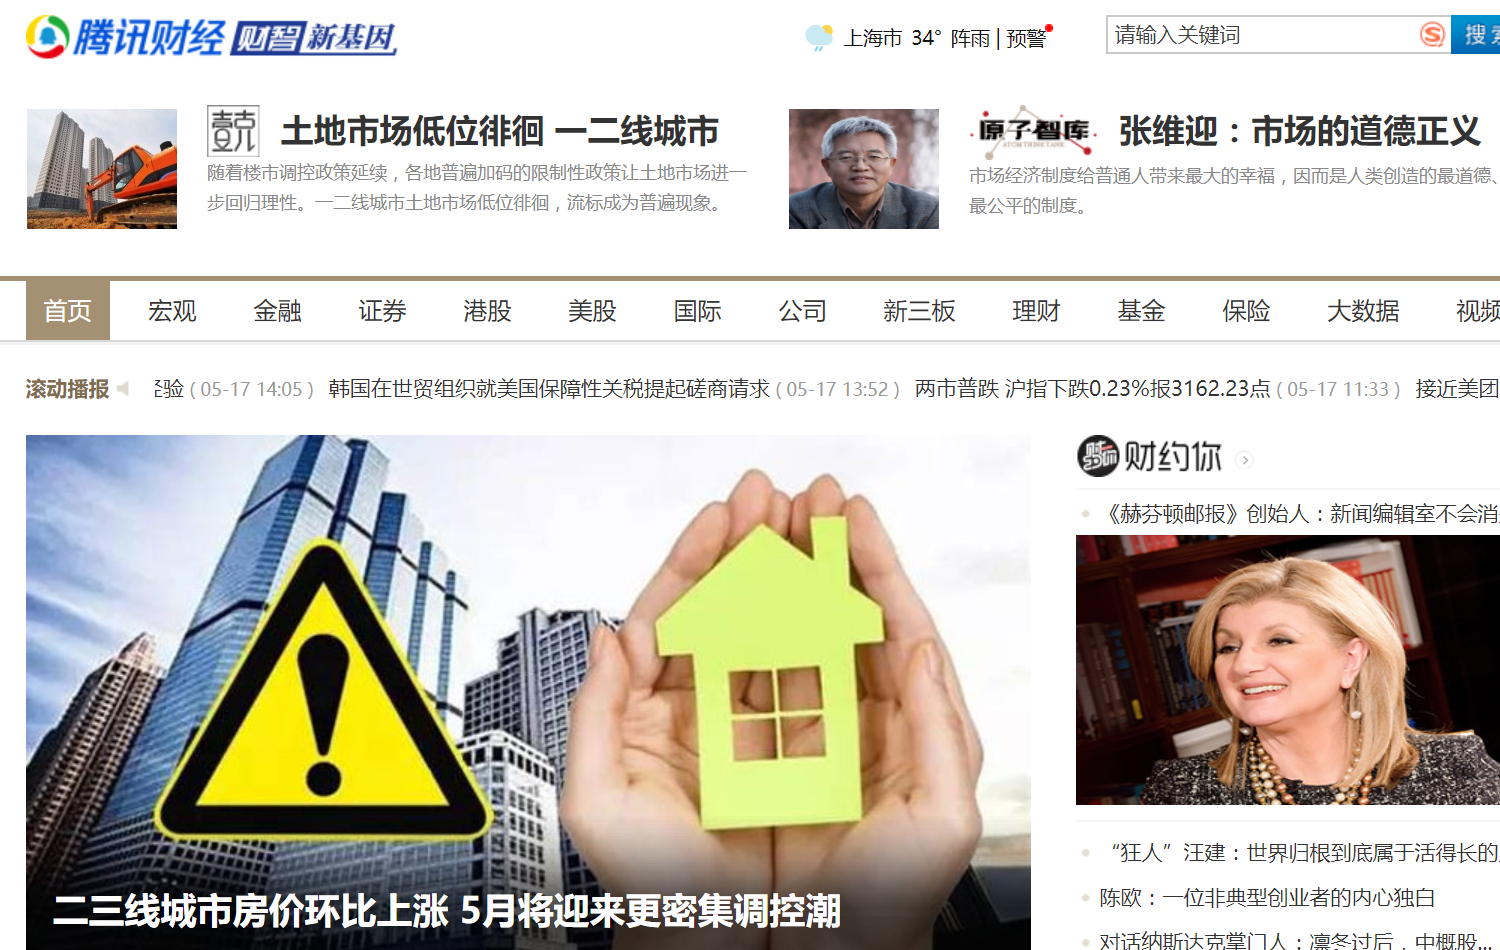 腾讯财经 财智新基因
上海市 34° 阵雨 | 预警
请输入关键词
搜索
壹克 土地市场低位徘徊 一二线城市
随着楼市调控政策延续，各地普遍加码的限制性政策让土地市场进一
步回归理性。一二线城市土地市场低位徘徊，流标成为普遍现象。
原子智库 张维迎：市场的道德正义
ATOM THINK TANK
市场经济制度给普通人带来最大的幸福，因而是人类创造的最道德、
最公平的制度。
首页 宏观 金融 证券 港股 美股 国际 公司 新三板 理财 基金 保险 大数据 视频
滚动播报 经验 ( 05-17 14:05 ) 韩国在世贸组织就美国保障性关税提起磋商请求 ( 05-17 13:52 ) 两市普跌 沪指下跌0.23%报3162.23点 ( 05-17 11:33 ) 接近美团
二三线城市房价环比上涨 5月将迎来更密集调控潮
财约你 财约你
《赫芬顿邮报》创始人：新闻编辑室不会消
“狂人”汪建：世界归根到底属于活得长的
陈欧：一位非典型创业者的内心独白
对话纳斯达克掌门人：凛冬过后，中概股...